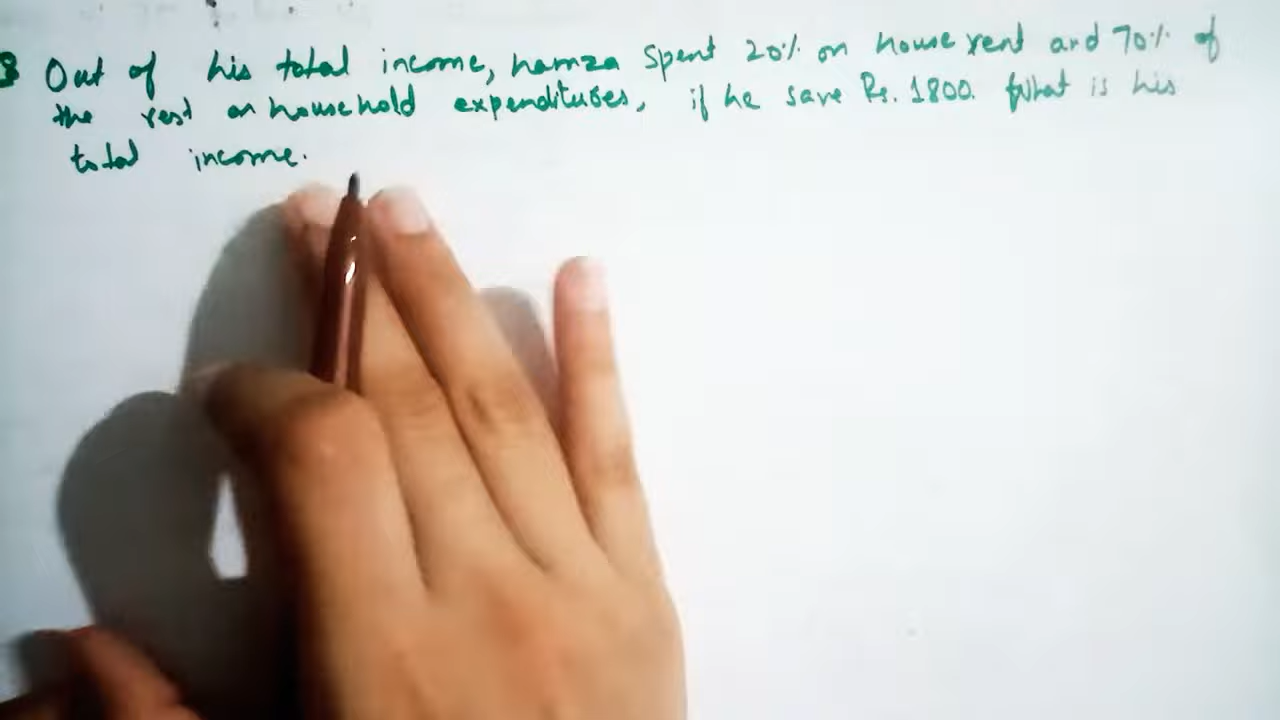 8 Out of his total income, hamza Spent 20% on house rent and 70% of
the rest on household expenditures, if he save Rs. 1800. What is his
total income.